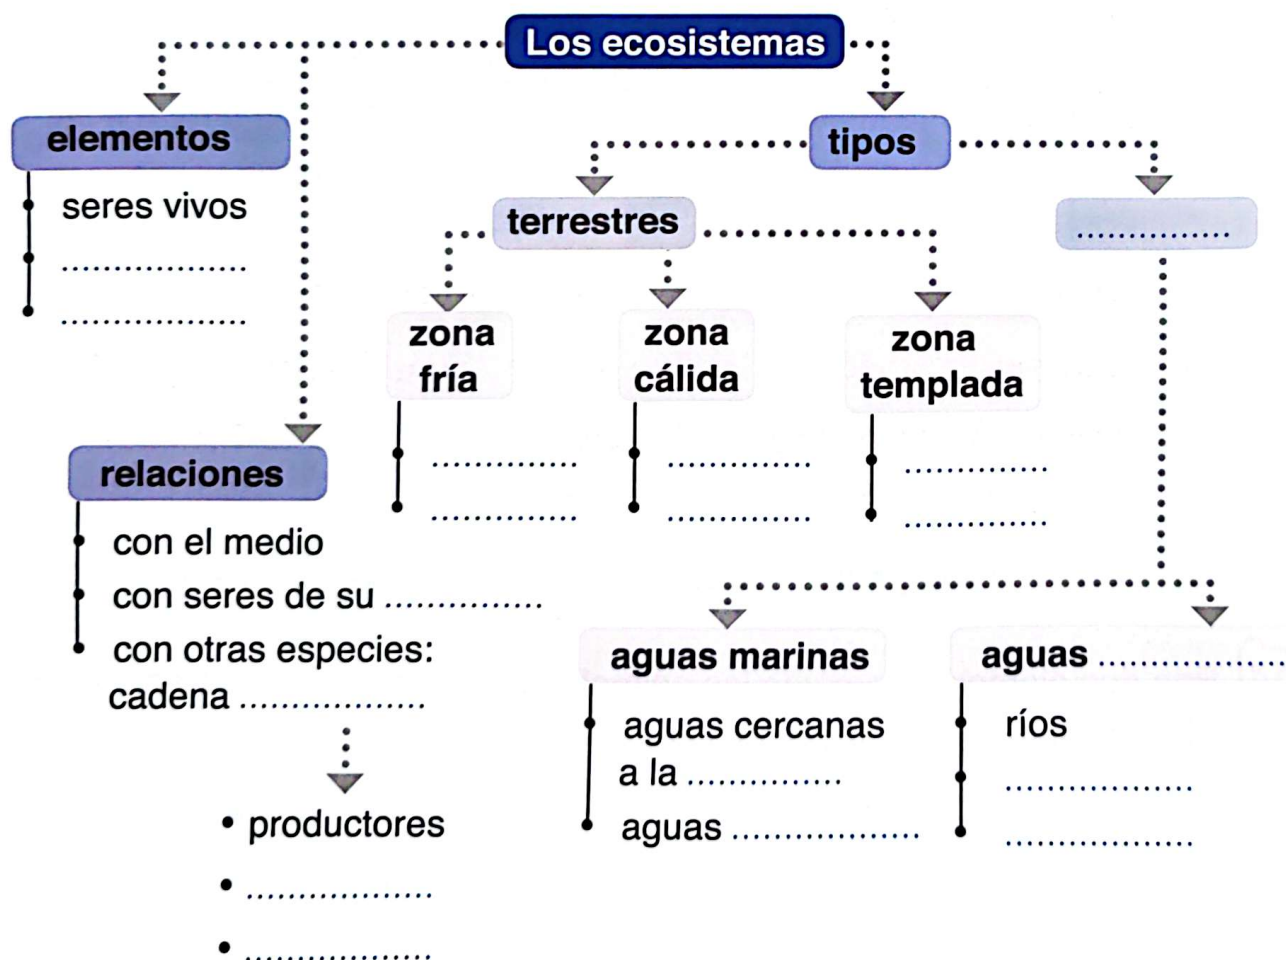 Los ecosistemas
elementos
seres vivos
..................
..................
relaciones
con el medio
con seres de su ...............
con otras especies:
cadena ..................
• productores
• ..................
• ..................
tipos
terrestres
zona
fría
..............
..............
zona
cálida
..............
..............
zona
templada
..............
..............
...............
aguas marinas
aguas cercanas
a la ...............
aguas ..................
aguas ..................
ríos
..................
..................